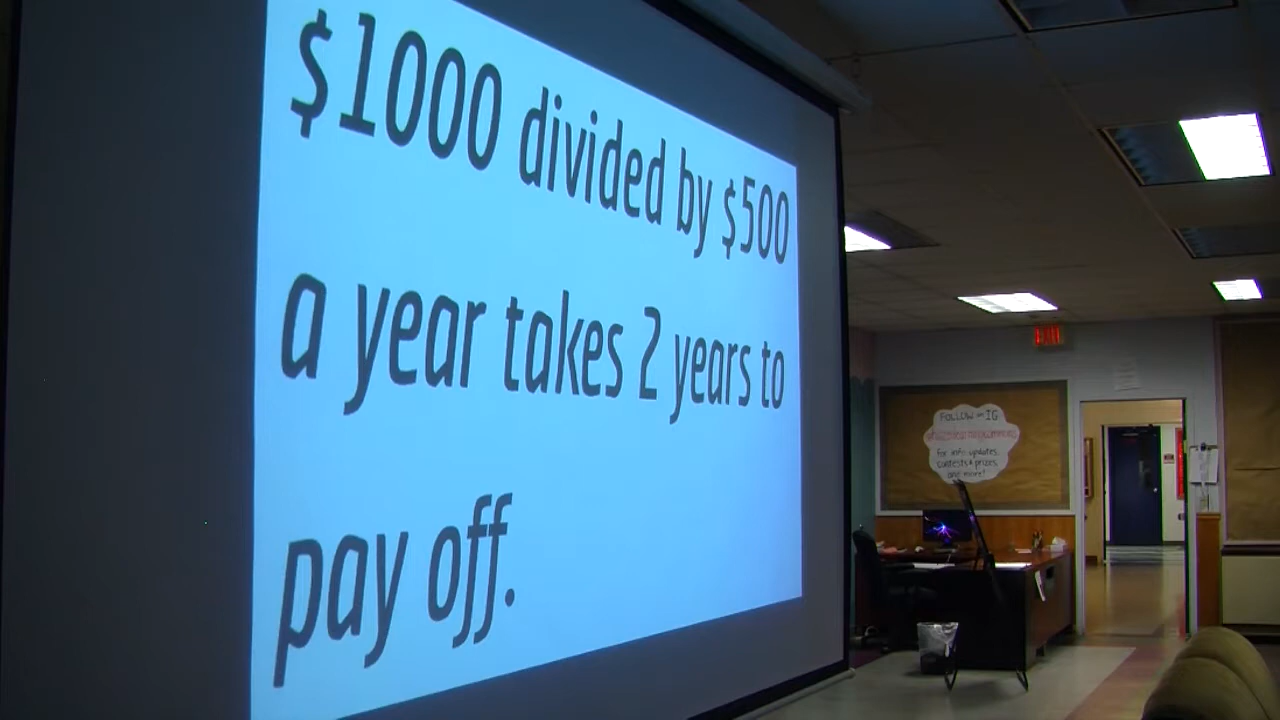 $1000 divided by $500
a year takes 2 years to
pay off.
EXIT
FOLLOW on IG
for info, updates,
contests & prizes,
and more!